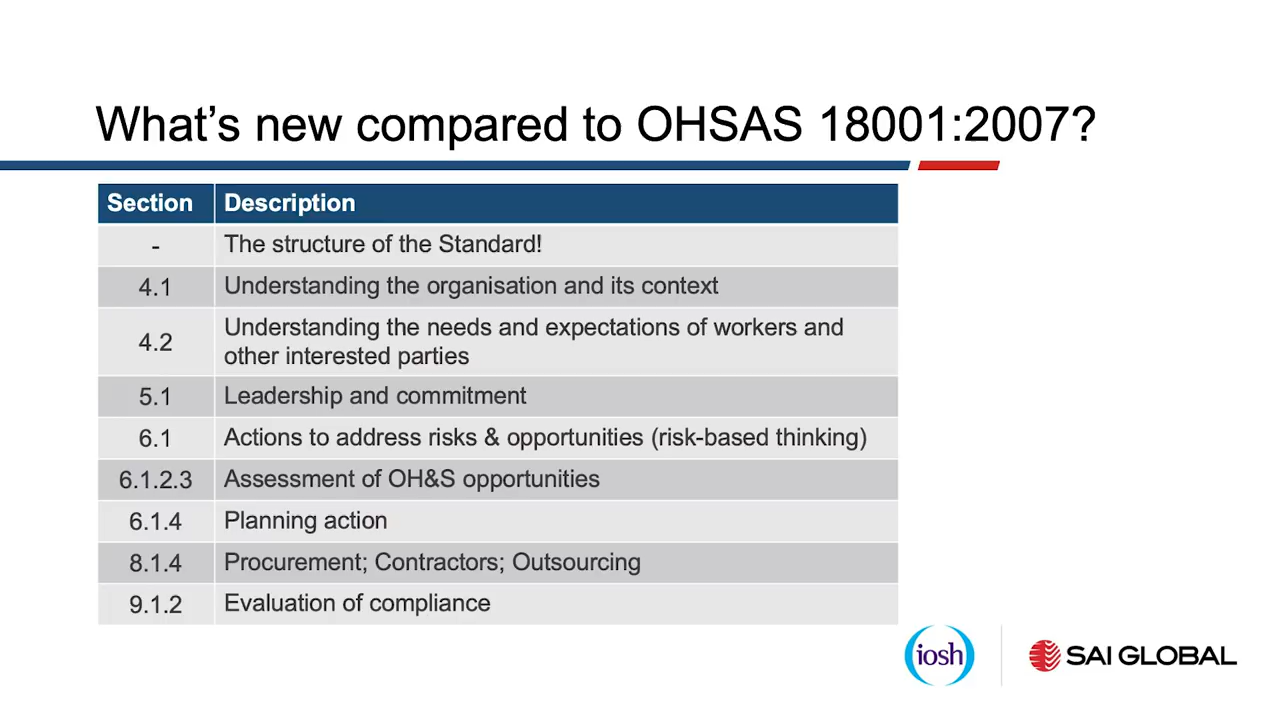 What’s new compared to OHSAS 18001:2007?
Section Description
- The structure of the Standard!
4.1 Understanding the organisation and its context
4.2 Understanding the needs and expectations of workers and
other interested parties
5.1 Leadership and commitment
6.1 Actions to address risks & opportunities (risk-based thinking)
6.1.2.3 Assessment of OH&S opportunities
6.1.4 Planning action
8.1.4 Procurement; Contractors; Outsourcing
9.1.2 Evaluation of compliance
iosh SAI GLOBAL